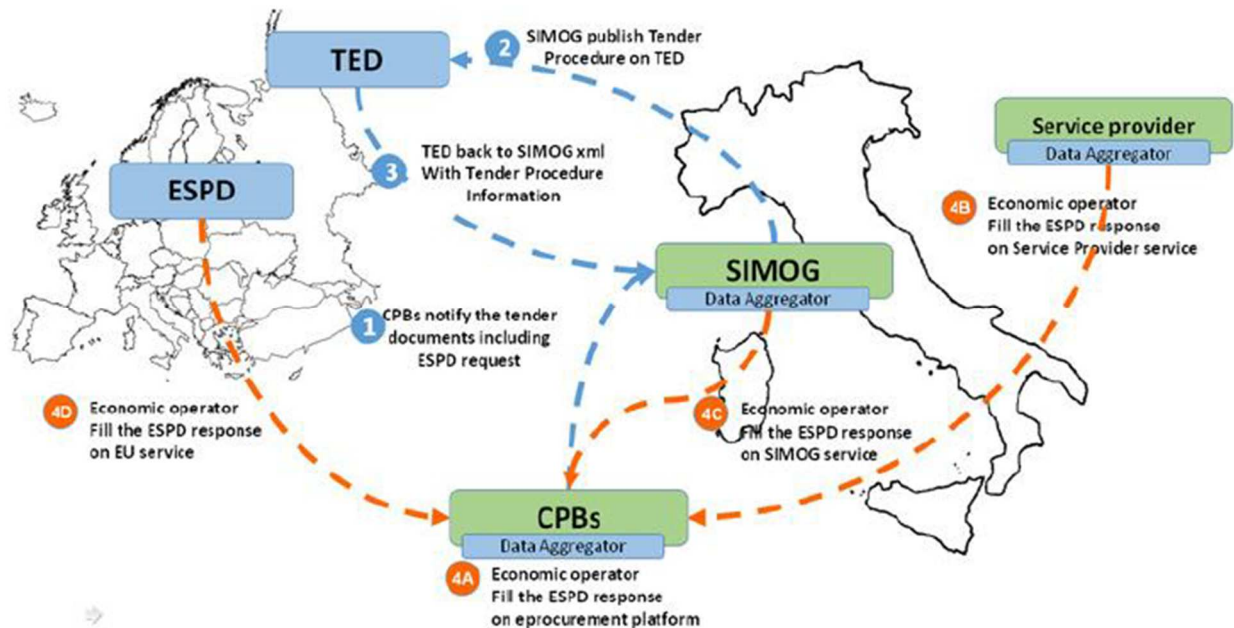 TED
2
SIMOG publish Tender
Procedure on TED
Service provider
Data Aggregator
3
TED back to SIMOG xml
With Tender Procedure
Information
ESPD
4B
Economic operator
Fill the ESPD response
on Service Provider service
SIMOG
Data Aggregator
1
CPBs notify the tender
documents including
ESPD request
4D
Economic operator
Fill the ESPD response
on EU service
4C
Economic operator
Fill the ESPD response
on SIMOG service
CPBs
Data Aggregator
4A
Economic operator
Fill the ESPD response
on eprocurement platform